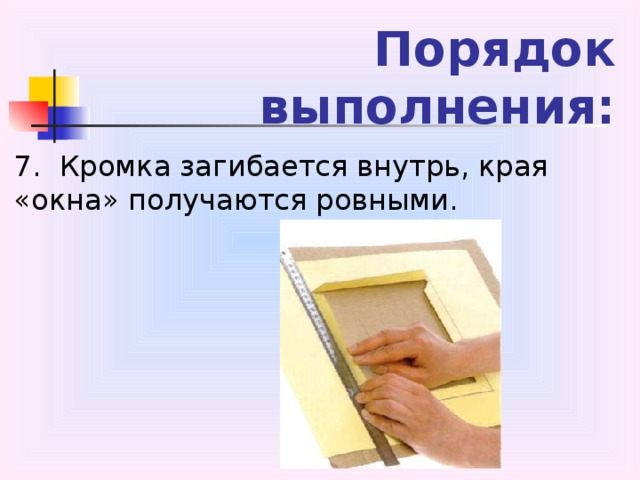 Порядок
выполнения:
7. Кромка загибается внутрь, края
«окна» получаются ровными.